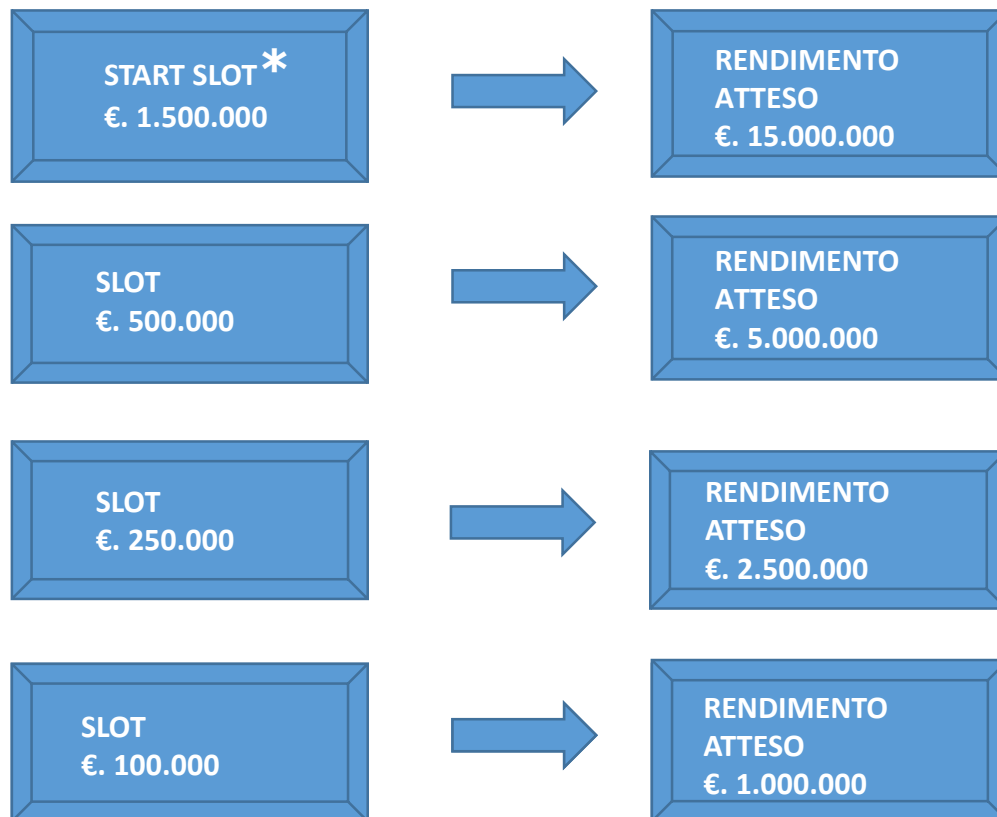 START SLOT*
€. 1.500.000
RENDIMENTO
ATTESO
€. 15.000.000
SLOT
€. 500.000
RENDIMENTO
ATTESO
€. 5.000.000
SLOT
€. 250.000
RENDIMENTO
ATTESO
€. 2.500.000
SLOT
€. 100.000
RENDIMENTO
ATTESO
€. 1.000.000